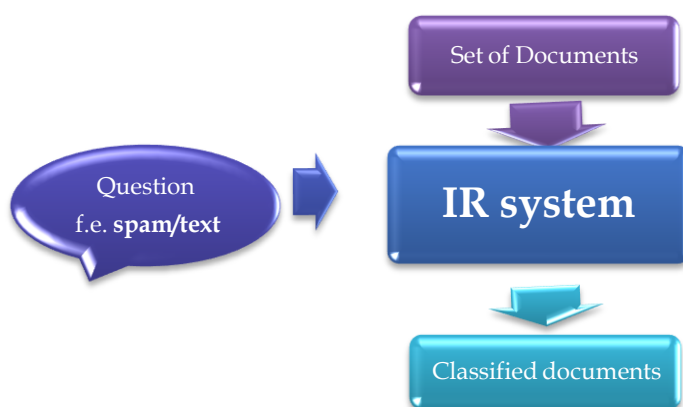 Set of Documents
Question
f.e. spam/text
IR system
Classified documents